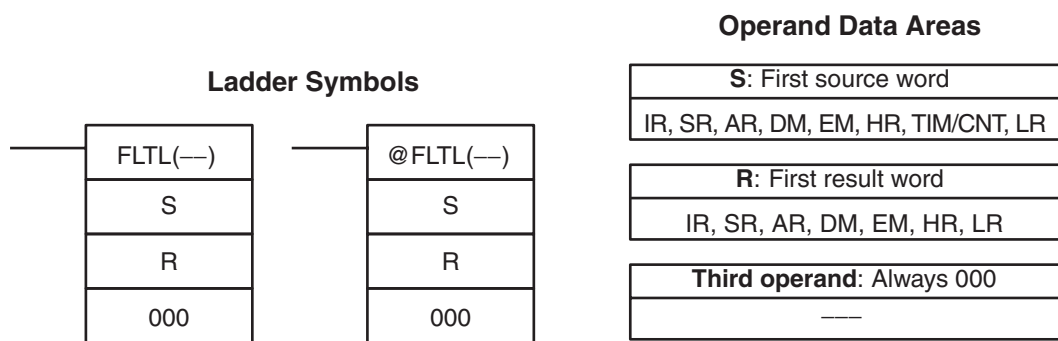 Ladder Symbols
FLTL(––)
S
R
000
@FLTL(––)
S
R
000
Operand Data Areas
S: First source word
IR, SR, AR, DM, EM, HR, TIM/CNT, LR
R: First result word
IR, SR, AR, DM, EM, HR, LR
Third operand: Always 000
–––